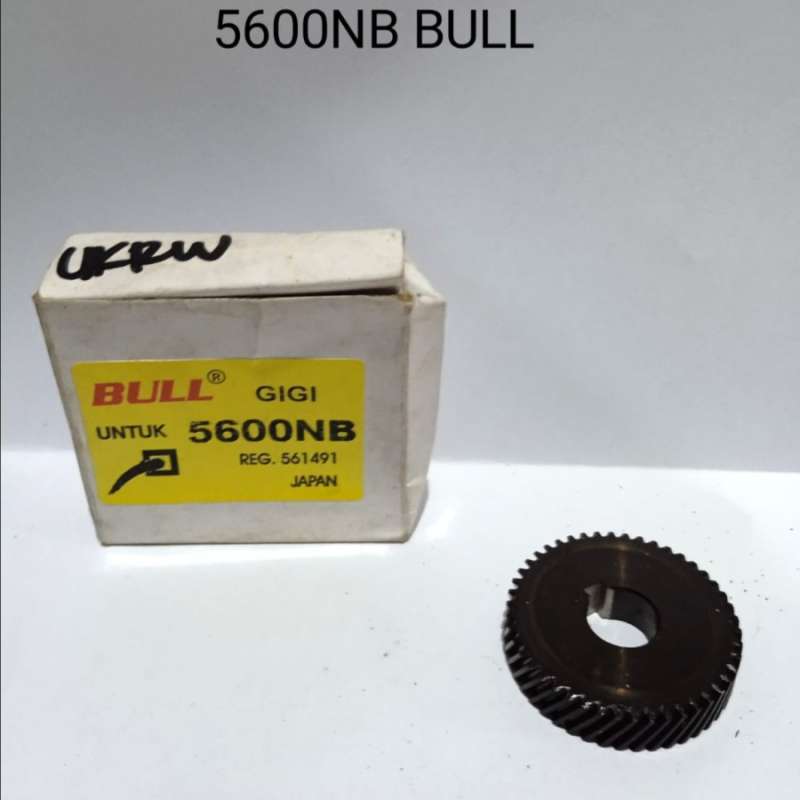 5600NB BULL
UKRW
BULL® GIGI
UNTUK 5600NB
REG. 561491
JAPAN